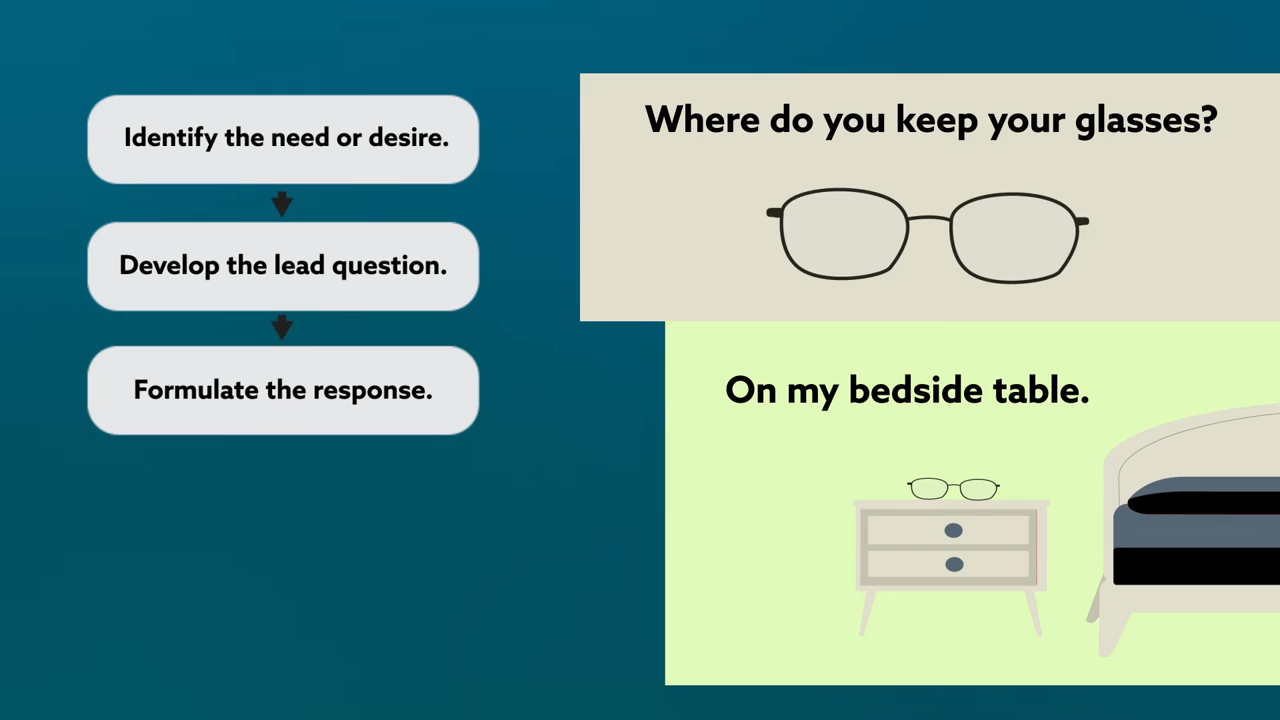 Identify the need or desire.
Develop the lead question.
Formulate the response.
Where do you keep your glasses?
On my bedside table.